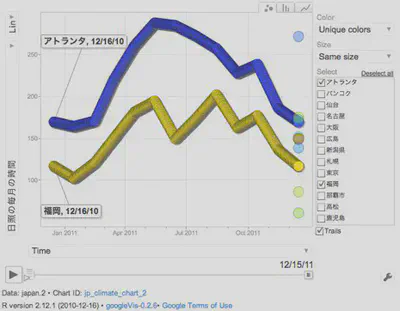 Lin
Color
Unique colors
Size
Same size
Select
Deselect all
アトランタ
バンコク
仙台
名古屋
大阪
広島
新潟県
札幌
東京
福岡
那覇市
高松
鹿児島
Trails
250
200
150
100
アトランタ, 12/16/10
福岡, 12/16/10
日照の毎月の時間
Jan 2011
Apr 2011
Jul 2011
Oct 2011
Time
12/15/11
Data: japan.2 • Chart ID: jp_climate_chart_2
R version 2.12.1 (2010-12-16) • googleVis-0.2.6 • Google Terms of Use